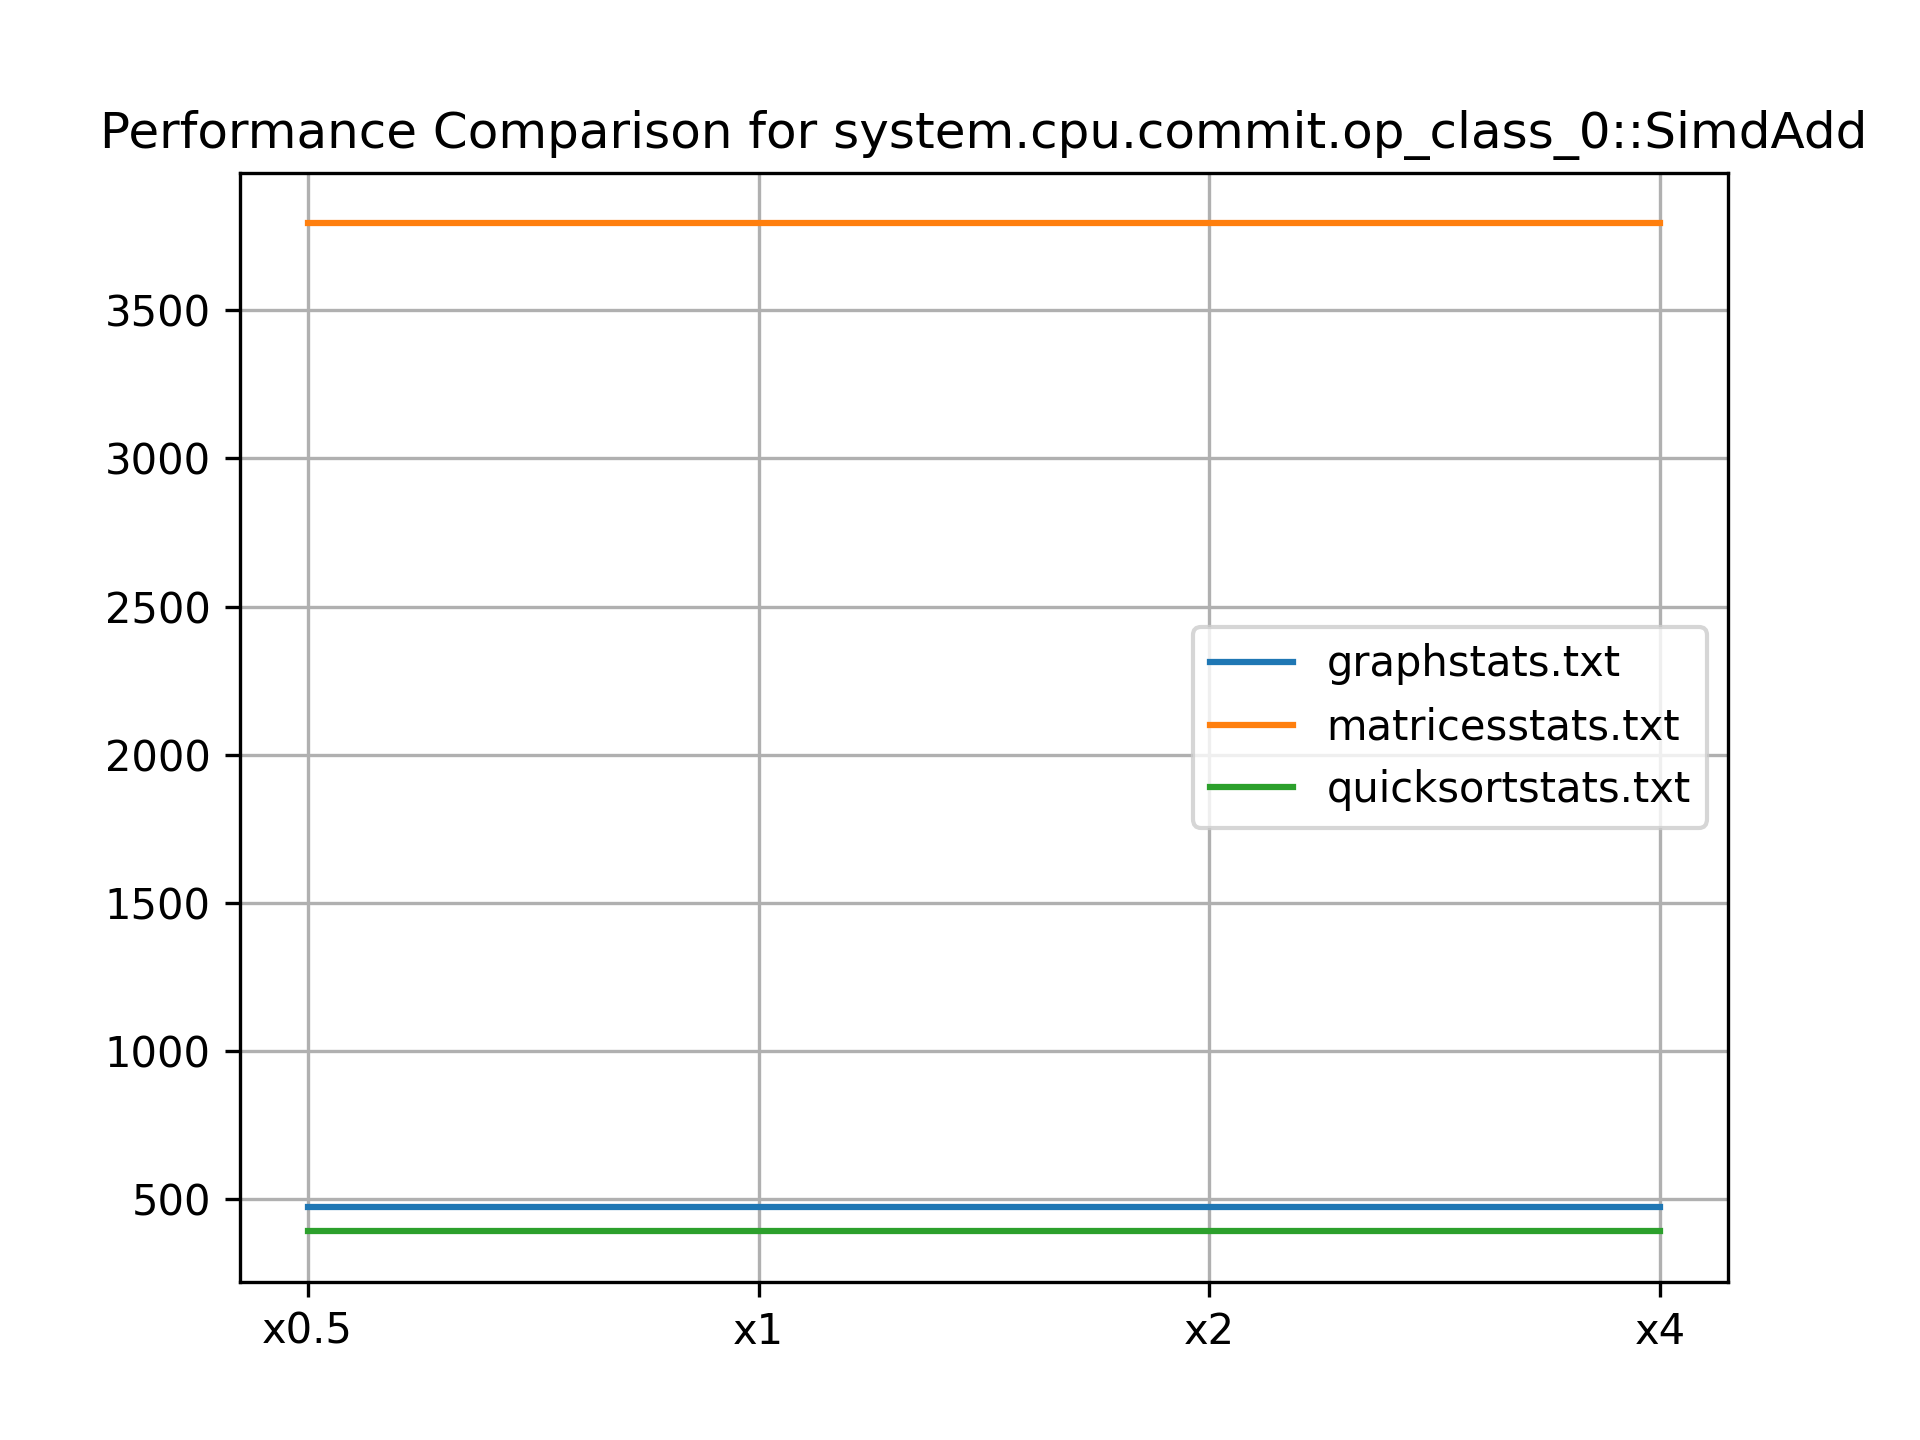 Performance Comparison for system.cpu.commit.op_class_0::SimdAdd
3500
3000
2500
2000
1500
1000
500
graphstats.txt
matricesstats.txt
quicksortstats.txt
x0.5
x1
x2
x4